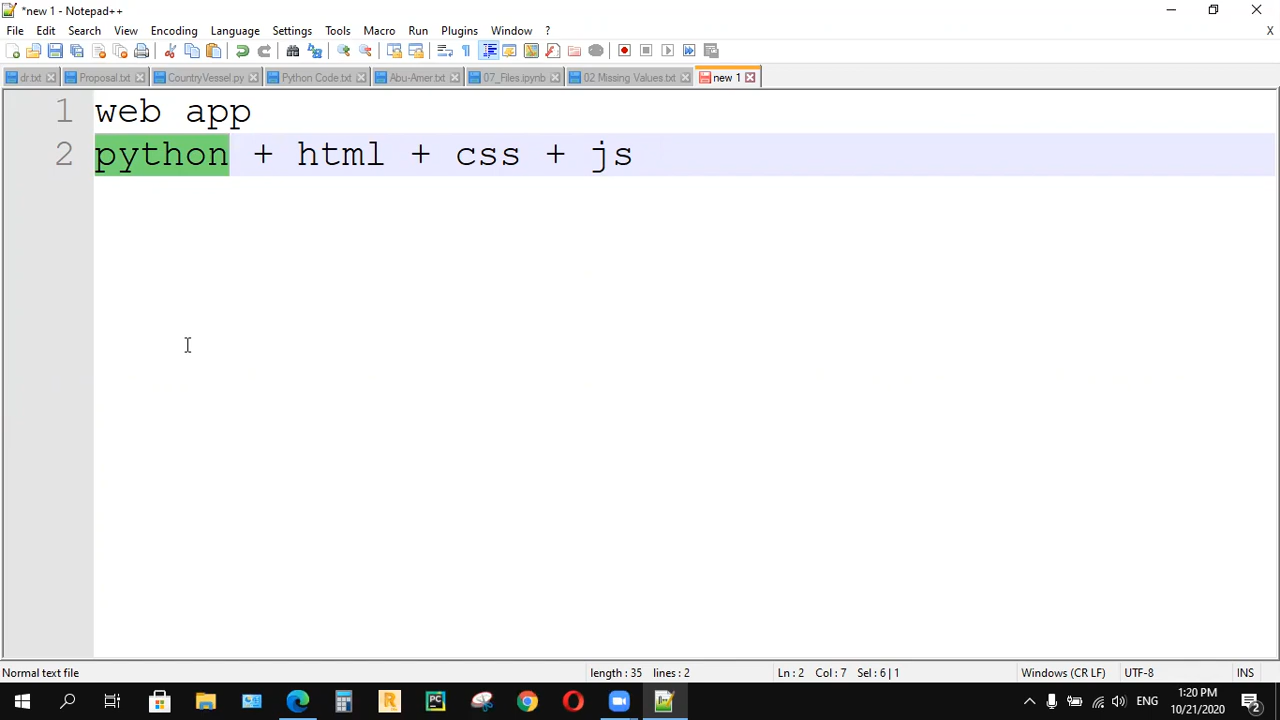 *new 1 - Notepad++
File Edit Search View Encoding Language Settings Tools Macro Run Plugins Window ? X
dr.txt Proposal.txt CountryVessel.py Python Code.txt Abu-Amer.txt 07_Files.ipynb 02 Missing Values.txt new 1
1 web app
2 python + html + css + js
Normal text file length : 35 lines : 2 Ln : 2 Col : 7 Sel : 6 | 1 Windows (CR LF) UTF-8 INS
ENG 1:20 PM
10/21/2020 2